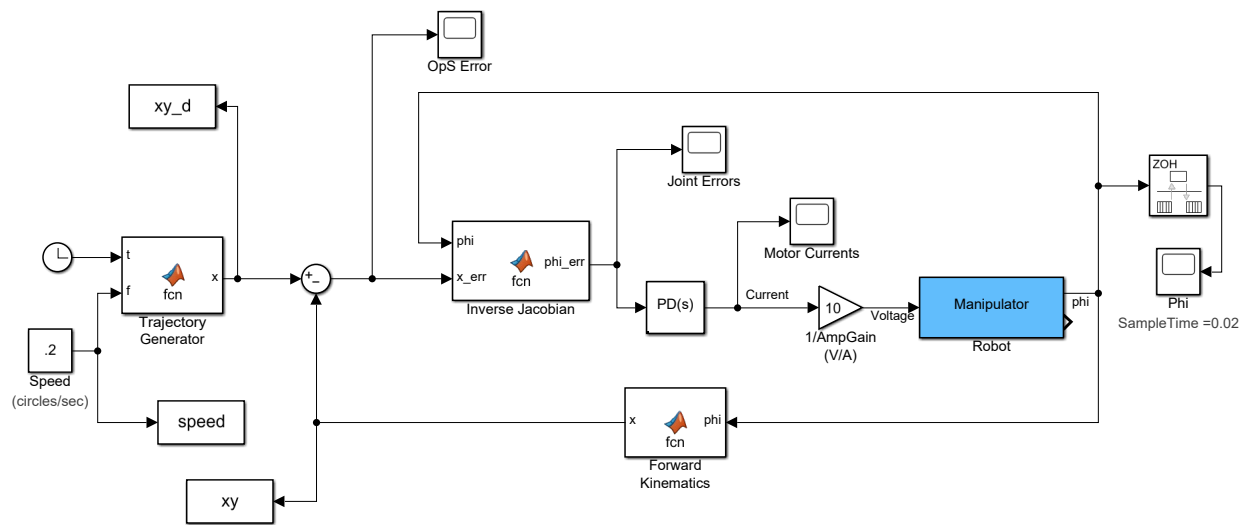 OpS Error
xy_d
ZOH
Joint Errors
phi
x_err
fcn
phi_err
Inverse Jacobian
Motor Currents
t
f
fcn
x
Trajectory
Generator
+
−
PD(s)
Current
10
1/AmpGain
(V/A)
Voltage
Manipulator
phi
Robot
Phi
SampleTime =0.02
.2
Speed
(circles/sec)
speed
x
fcn
phi
Forward
Kinematics
xy